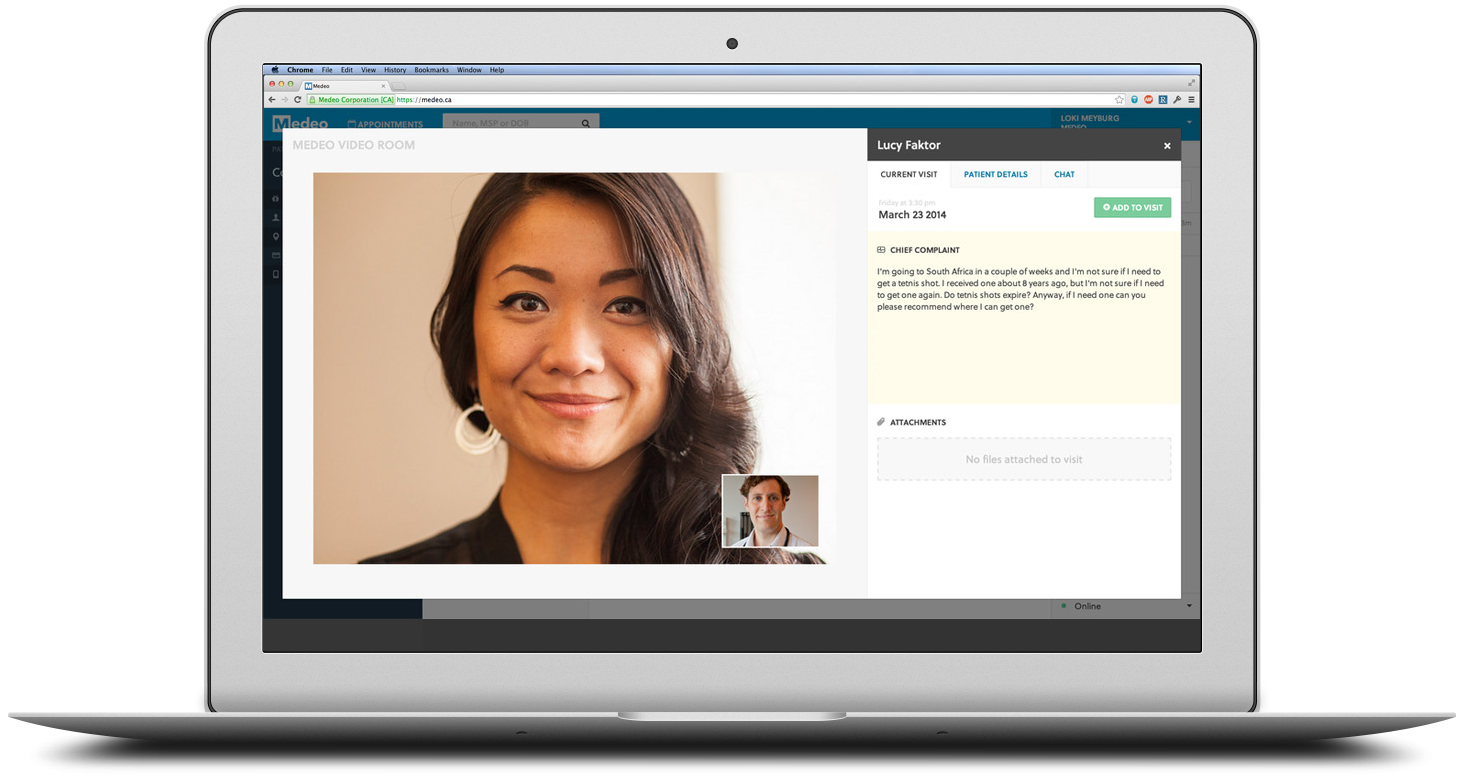 Chrome File Edit View History Bookmarks Window Help
Medeo
Medeo Corporation [CA] https://medeo.ca
Medeo APPOINTMENTS Name, MSP or DOB LOKI MEYBURG
MEDEO
MEDEO VIDEO ROOM
Lucy Faktor
CURRENT VISIT PATIENT DETAILS CHAT
Friday at 3:30 pm
March 23 2014
ADD TO VISIT
CHIEF COMPLAINT
I'm going to South Africa in a couple of weeks and I'm not sure if I need to
get a tetnis shot. I received one about 8 years ago, but I'm not sure if I need
to get one again. Do tetnis shots expire? Anyway, if I need one can you
please recommend where I can get one?
ATTACHMENTS
No files attached to visit
Online